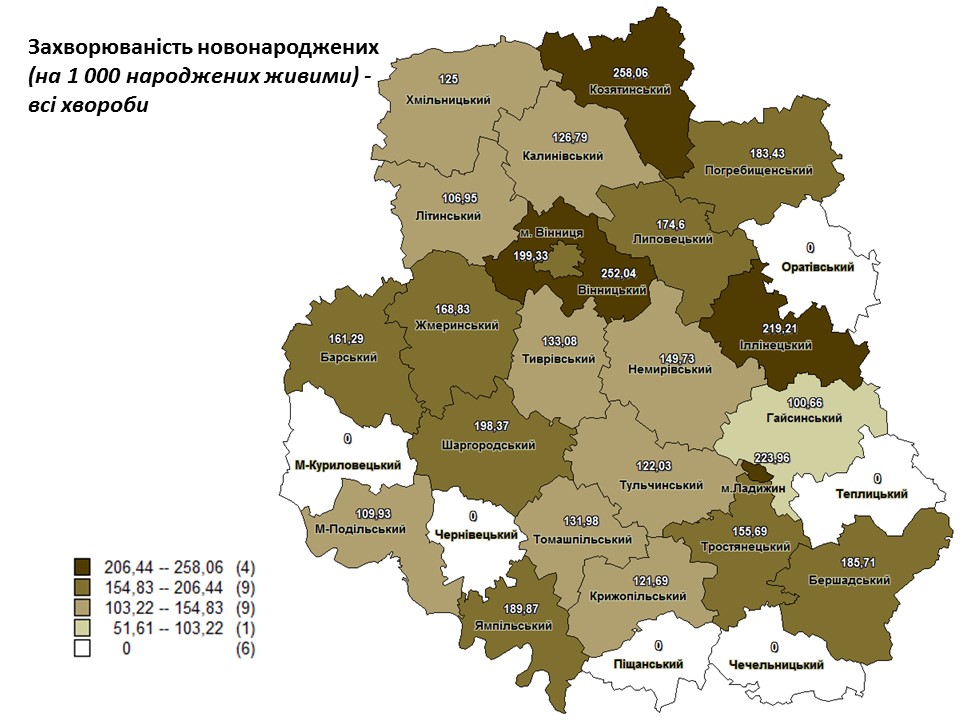 Захворюваність новонароджених
(на 1 000 народжених живими) -
всі хвороби
258,06
Козятинський
125
Хмільницький
126,79
Калинівський
183,43
Погребищенський
106,95
Літинський
174,6
Липовецький
м. Вінниця
199,33
252,04
Вінницький
0
Оратівський
168,83
Жмеринський
161,29
Барський
133,08
Тиврівський
149,73
Немирівський
219,21
Іллінецький
100,66
Гайсинський
198,37
Шаргородський
0
М-Куриловецький
122,03
Тульчинський
223,96
м.Ладижин
0
Теплицький
109,93
М-Подільський
0
Чернівецький
131,98
Томашпільський
155,69
Тростянецький
185,71
Бершадський
121,69
Крижопільський
189,87
Ямпільський
0
Піщанський
0
Чечельницький
206,44 -- 258,06 (4)
154,83 -- 206,44 (9)
103,22 -- 154,83 (9)
51,61 -- 103,22 (1)
0 (6)